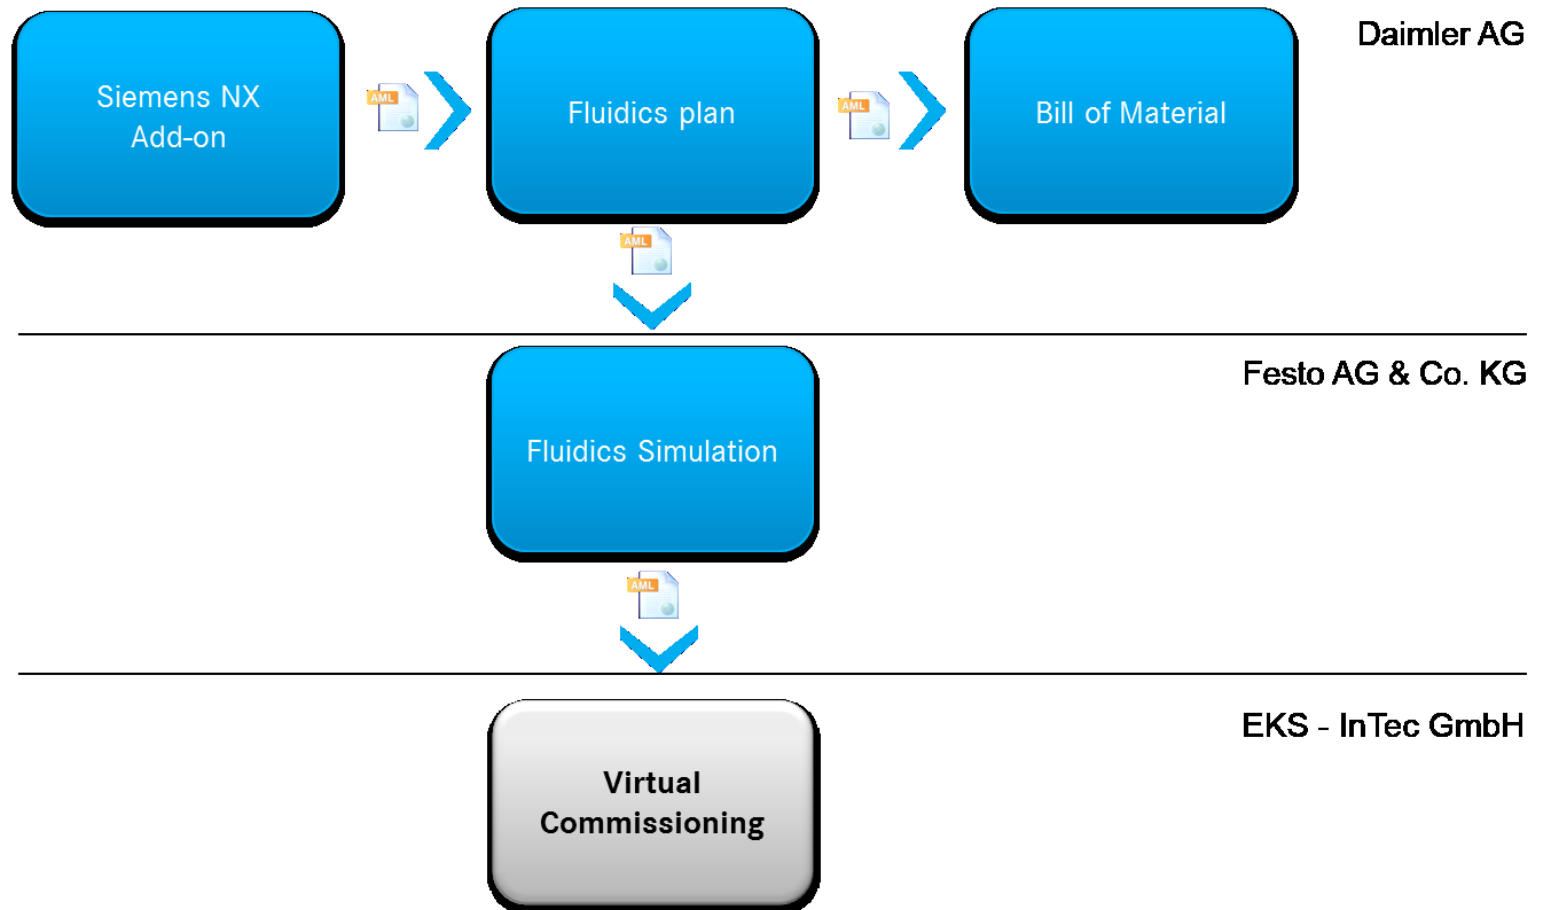 Siemens NX
Add-on
AML
Fluidics plan
AML
Bill of Material
Daimler AG
AML
Festo AG & Co. KG
Fluidics Simulation
AML
EKS - InTec GmbH
Virtual
Commissioning